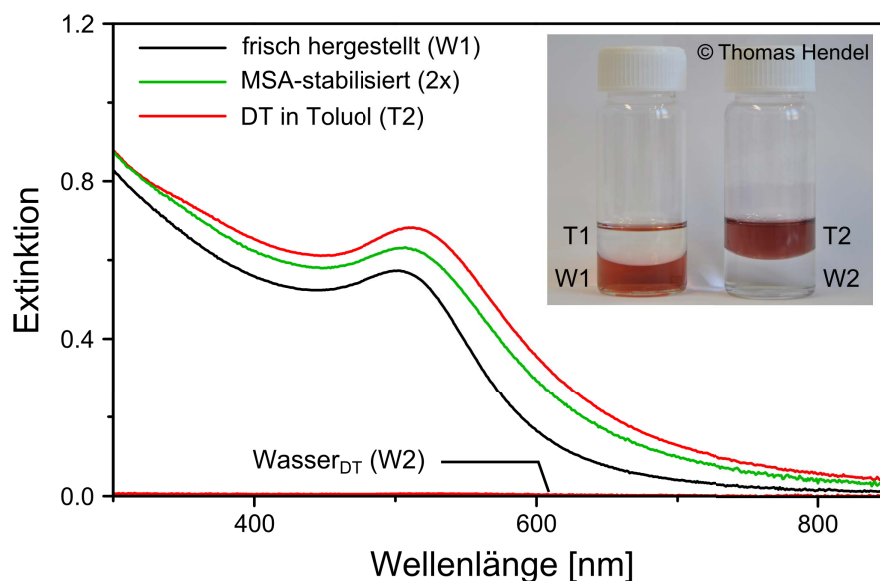 1.2
0.8
0.4
0.0
Extinktion
frisch hergestellt (W1)
MSA-stabilisiert (2x)
DT in Toluol (T2)
© Thomas Hendel
T1
W1
T2
W2
Wasser_DT (W2)
400
600
800
Wellenlänge [nm]